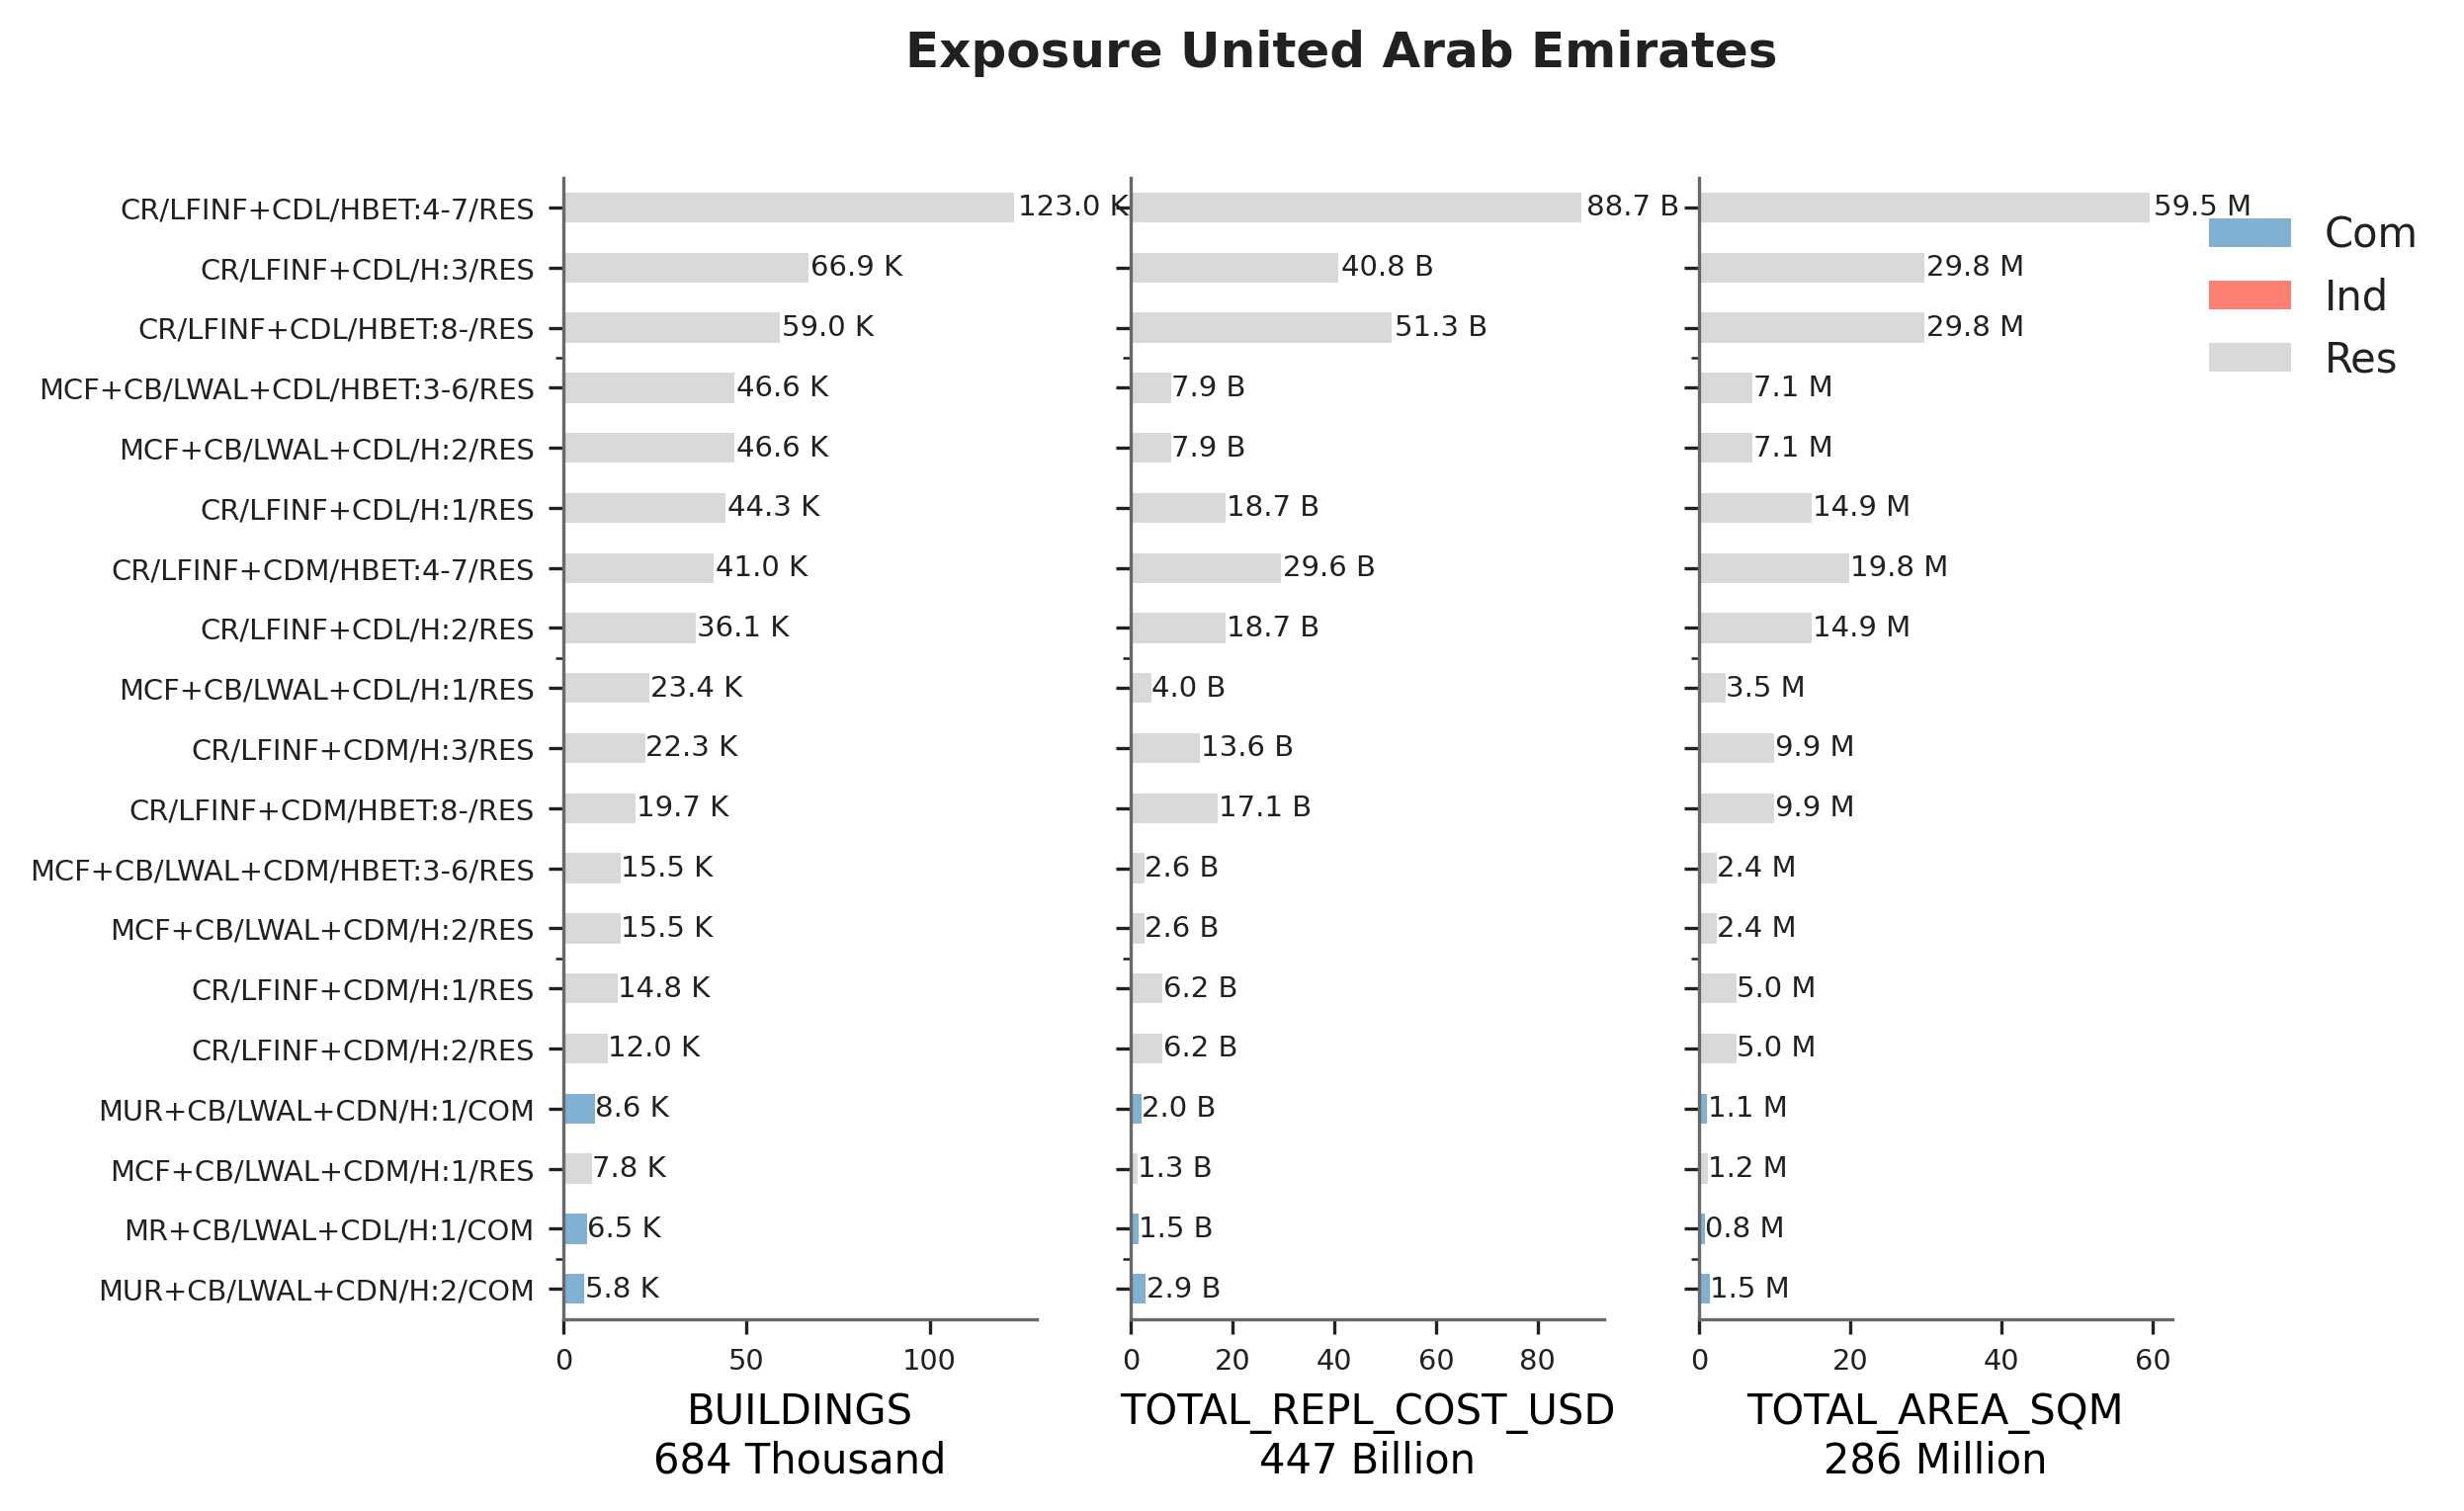 Exposure United Arab Emirates
CR/LFINF+CDL/HBET:4-7/RES 123.0 K 88.7 B 59.5 M
CR/LFINF+CDL/H:3/RES 66.9 K 40.8 B 29.8 M
CR/LFINF+CDL/HBET:8-/RES 59.0 K 51.3 B 29.8 M
MCF+CB/LWAL+CDL/HBET:3-6/RES 46.6 K 7.9 B 7.1 M
MCF+CB/LWAL+CDL/H:2/RES 46.6 K 7.9 B 7.1 M
CR/LFINF+CDL/H:1/RES 44.3 K 18.7 B 14.9 M
CR/LFINF+CDM/HBET:4-7/RES 41.0 K 29.6 B 19.8 M
CR/LFINF+CDL/H:2/RES 36.1 K 18.7 B 14.9 M
MCF+CB/LWAL+CDL/H:1/RES 23.4 K 4.0 B 3.5 M
CR/LFINF+CDM/H:3/RES 22.3 K 13.6 B 9.9 M
CR/LFINF+CDM/HBET:8-/RES 19.7 K 17.1 B 9.9 M
MCF+CB/LWAL+CDM/HBET:3-6/RES 15.5 K 2.6 B 2.4 M
MCF+CB/LWAL+CDM/H:2/RES 15.5 K 2.6 B 2.4 M
CR/LFINF+CDM/H:1/RES 14.8 K 6.2 B 5.0 M
CR/LFINF+CDM/H:2/RES 12.0 K 6.2 B 5.0 M
MUR+CB/LWAL+CDN/H:1/COM 8.6 K 2.0 B 1.1 M
MCF+CB/LWAL+CDM/H:1/RES 7.8 K 1.3 B 1.2 M
MR+CB/LWAL+CDL/H:1/COM 6.5 K 1.5 B 0.8 M
MUR+CB/LWAL+CDN/H:2/COM 5.8 K 2.9 B 1.5 M
0 50 100 0 20 40 60 80 0 20 40 60
BUILDINGS TOTAL_REPL_COST_USD TOTAL_AREA_SQM
684 Thousand 447 Billion 286 Million
Com
Ind
Res